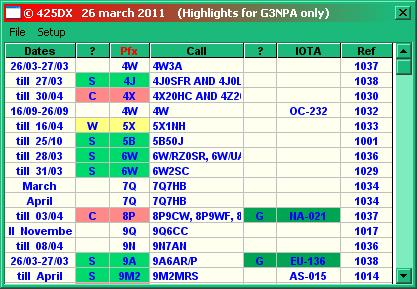 © 425DX 26 march 2011 (Highlights for G3NPA only)
File Setup
Dates ? Pfx Call ? IOTA Ref
26/03-27/03 4W 4W3A 1037
till 27/03 S 4J 4J0SFR AND 4J0L 1038
till 30/04 C 4X 4X20HC AND 4Z2 1030
16/09-26/09 4W 4W OC-232 1032
till 16/04 W 5X 5X1NH 1033
till 25/10 S 5B 5B50J 1001
till 28/03 S 6W 6W/RZ0SR, 6W/UA 1036
till 31/03 S 6W 6W2SC 1029
March 7Q 7Q7HB 1034
April 7Q 7Q7HB 1034
till 03/04 C 8P 8P9CW, 8P9WF, 8 G NA-021 1037
ll Novembe 9Q 9Q6CC 1017
till 08/04 9N 9N7AN 1036
26/03-27/03 S 9A 9A6AR/P G EU-136 1038
till April S 9M2 9M2MRS AS-015 1014